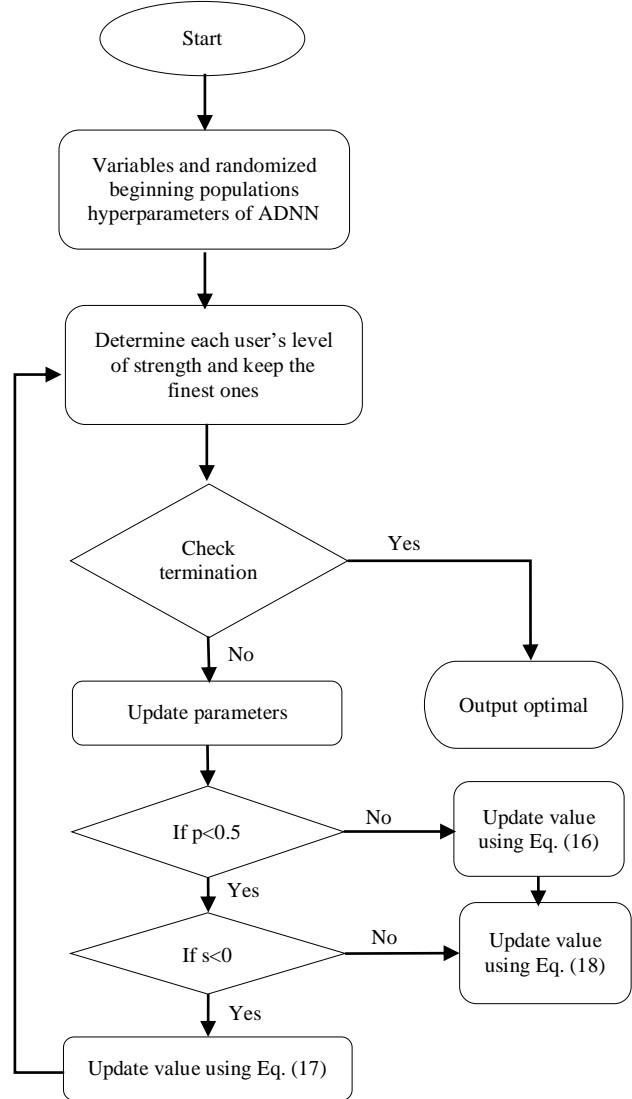 Start
Variables and randomized
beginning populations
hyperparameters of ADNN
Determine each user’s level
of strength and keep the
finest ones
Check
termination
Yes
No
Update parameters
Output optimal
If p<0.5
No
Update value
using Eq. (16)
Yes
If s<0
No
Update value
using Eq. (18)
Yes
Update value using Eq. (17)